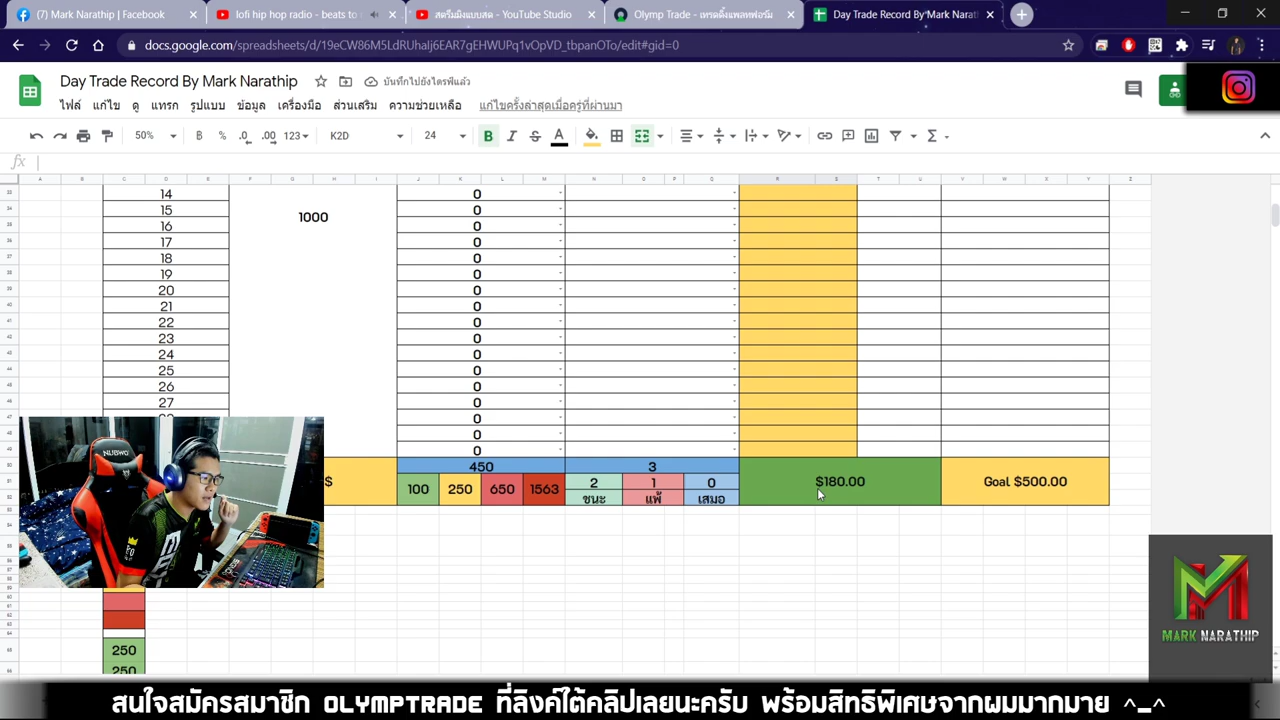 (7) Mark Narathip | Facebook
lofi hip hop radio - beats to
สตรีมมิงแบบสด - YouTube Studio
Olymp Trade - เทรดดิ้งแพลทฟอร์ม
Day Trade Record By Mark Narat
docs.google.com/spreadsheets/d/19eCW86M5LdRUhaIj6EAR7gEHWUPq1vOpVD_tbpanOTo/edit#gid=0
Day Trade Record By Mark Narathip
บันทึกไปยังไดรฟ์แล้ว
ไฟล์ แก้ไข ดู แทรก รูปแบบ ข้อมูล เครื่องมือ ส่วนเสริม ความช่วยเหลือ แก้ไขครั้งล่าสุดเมื่อครู่ที่ผ่านมา
50% ฿ % .0 .00 123 K2D 24 B I S A
fx
A B C D E F G H I J K L M N O P Q R S T U V W X Y Z
14 0
15 0
1000
16 0
17 0
18 0
19 0
20 0
21 0
22 0
23 0
24 0
25 0
26 0
27 0
0
0
450 3
$ 100 250 650 1563 2 1 0 $180.00 Goal $500.00
ชนะ แพ้ เสมอ
250
250
NUBWO
MARK NARATHIP
สนใจสมัครสมาชิก OLYMPTRADE ที่ลิงค์ใต้คลิปเลยนะครับ พร้อมสิทธิพิเศษจากผมมากมาย ^_^